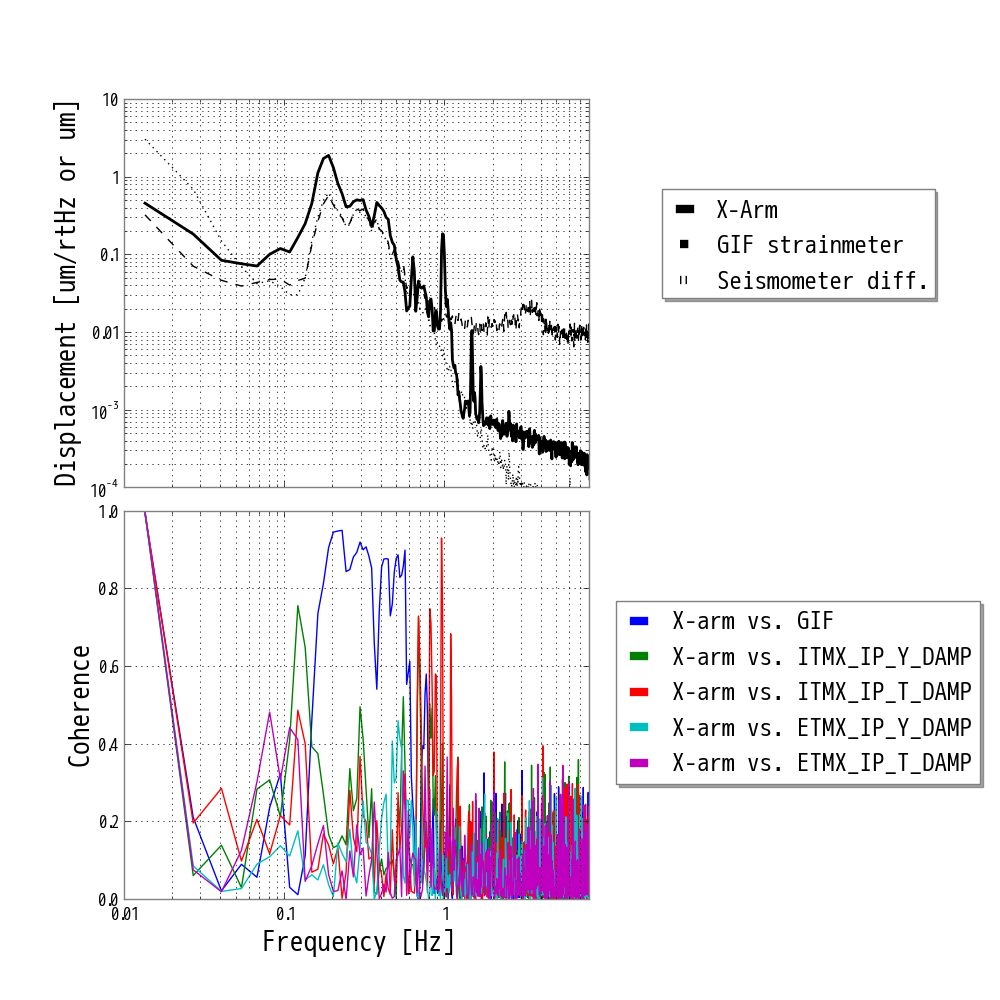 Displacement [um/rtHz or um]
10
1
0.1
0.01
10^-3
10^-4
X-Arm
GIF strainmeter
Seismometer diff.
Coherence
1.0
0.8
0.6
0.4
0.2
0.0
0.01 0.1 1
Frequency [Hz]
X-arm vs. GIF
X-arm vs. ITMX_IP_Y_DAMP
X-arm vs. ITMX_IP_T_DAMP
X-arm vs. ETMX_IP_Y_DAMP
X-arm vs. ETMX_IP_T_DAMP